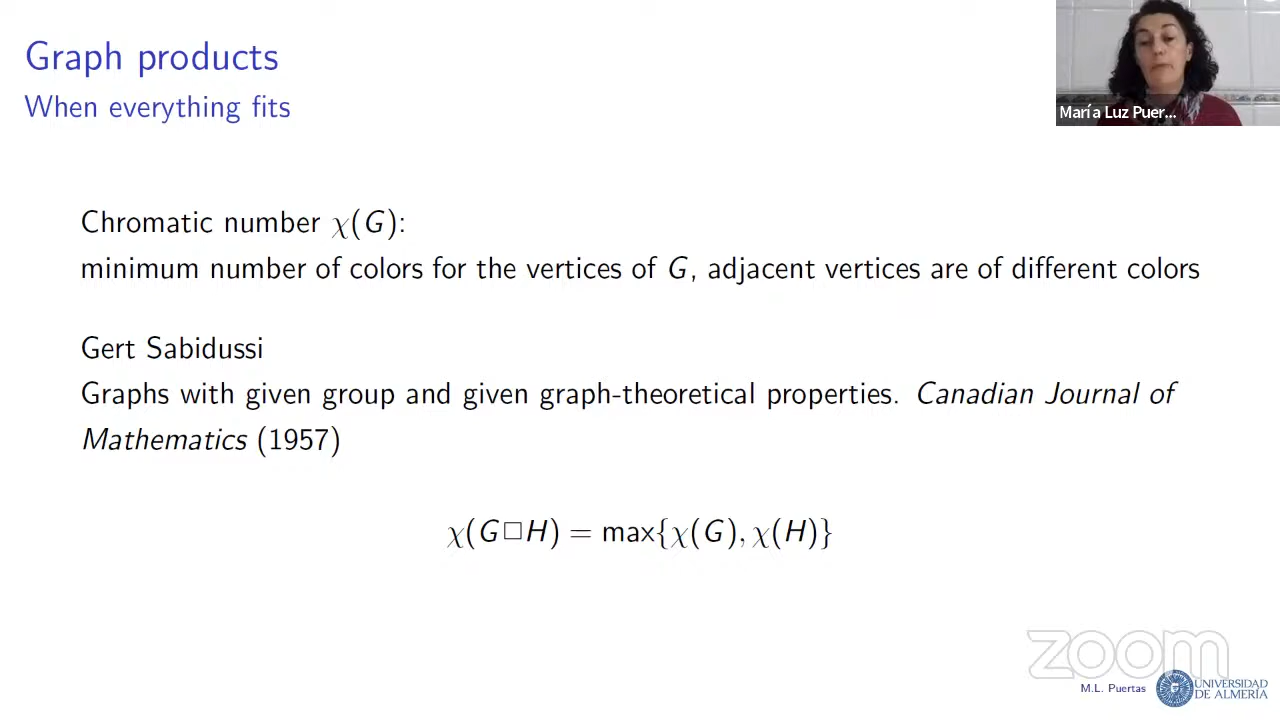 Graph products
When everything fits
María Luz Puer...
Chromatic number χ(G):
minimum number of colors for the vertices of G, adjacent vertices are of different colors
Gert Sabidussi
Graphs with given group and given graph-theoretical properties. Canadian Journal of
Mathematics (1957)
χ(G□H) = max{χ(G), χ(H)}
zoom
M.L. Puertas
UNIVERSIDAD
DE ALMERÍA